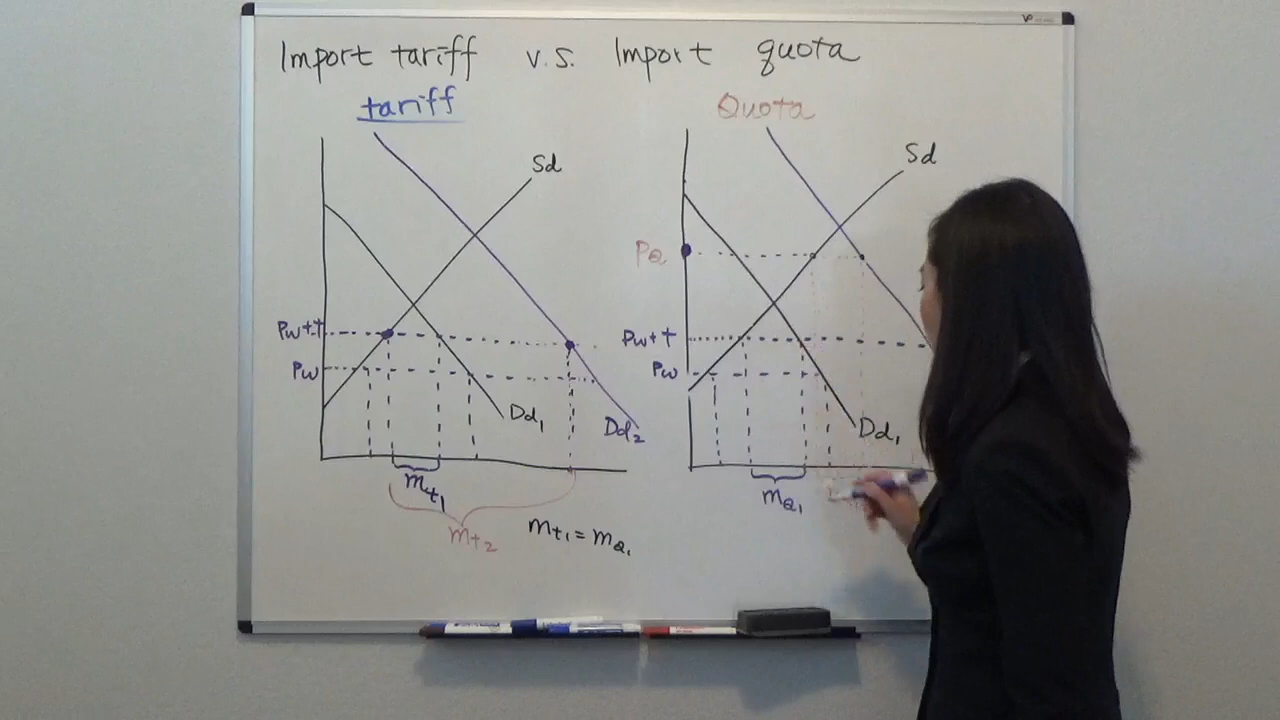 Import tariff v.s. Import quota
tariff
Sd
Pw+t
Pw
Dd1
Dd2
mt1
mt2
mt1 = mQ1
Quota
Sd
PQ
Pw+t
Pw
Dd1
mQ1